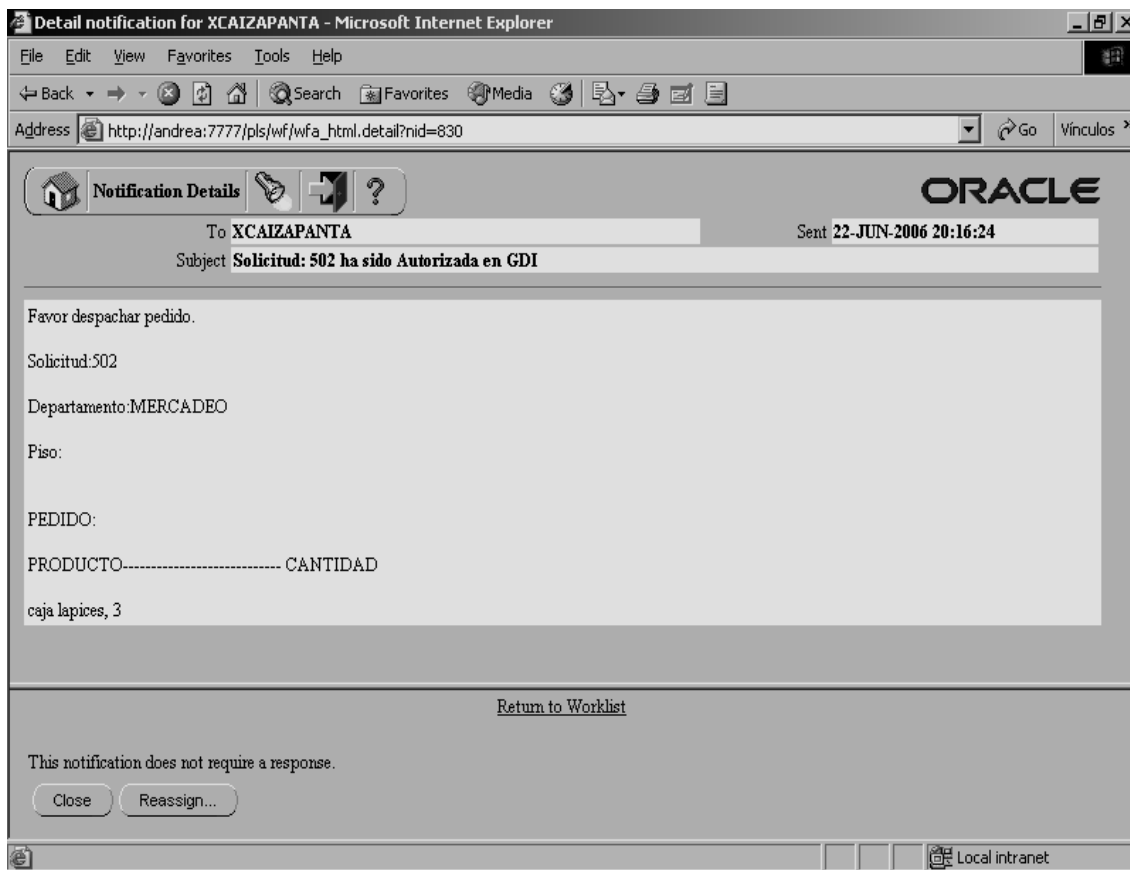 Detail notification for XCAIZAPANTA - Microsoft Internet Explorer
File Edit View Favorites Tools Help
Back Search Favorites Media
Address http://andrea:7777/pls/wf/wfa_html.detail?nid=830 Go Vínculos »
Notification Details ? ORACLE
To XCAIZAPANTA Sent 22-JUN-2006 20:16:24
Subject Solicitud: 502 ha sido Autorizada en GDI
Favor despachar pedido.
Solicitud:502
Departamento:MERCADEO
Piso:
PEDIDO:
PRODUCTO---------------------------- CANTIDAD
caja lapices, 3
Return to Worklist
This notification does not require a response.
Close Reassign...
Local intranet